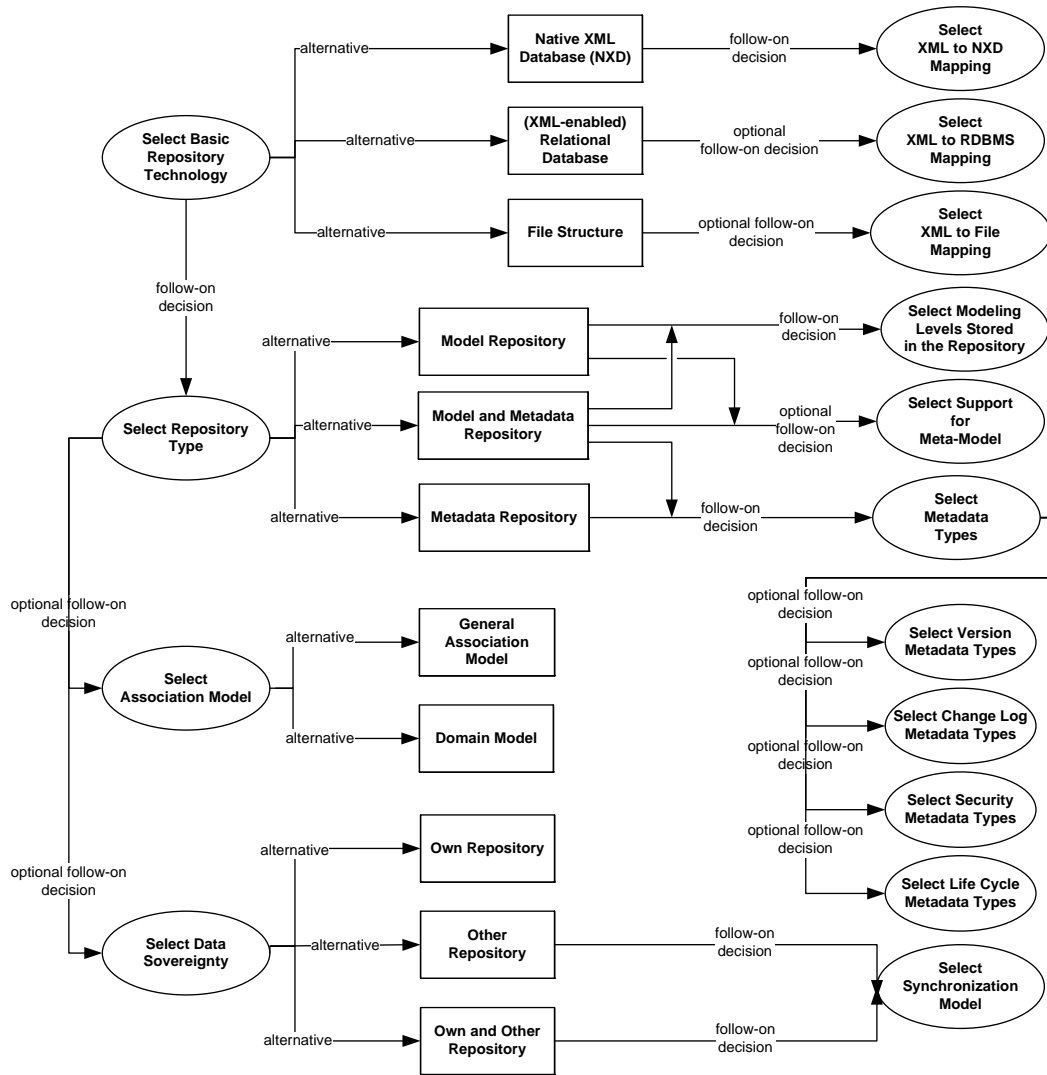 alternative
Native XML
Database (NXD)
follow-on
decision
Select
XML to NXD
Mapping
Select Basic
Repository
Technology
alternative
(XML-enabled)
Relational
Database
optional
follow-on decision
Select
XML to RDBMS
Mapping
alternative
File Structure
optional follow-on
decision
Select
XML to File
Mapping
follow-on
decision
alternative
Model Repository
follow-on
decision
Select Modeling
Levels Stored
in the Repository
Select Repository
Type
alternative
Model and Metadata
Repository
optional
follow-on
decision
Select Support
for
Meta-Model
alternative
Metadata Repository
follow-on
decision
Select
Metadata
Types
optional follow-on
decision
Select
Association Model
alternative
General
Association
Model
alternative
Domain Model
optional follow-on
decision
Select Version
Metadata Types
optional follow-on
decision
Select Change Log
Metadata Types
optional follow-on
decision
Select Security
Metadata Types
optional follow-on
decision
Select Life Cycle
Metadata Types
optional follow-on
decision
Select Data
Sovereignty
alternative
Own Repository
alternative
Other
Repository
follow-on
decision
alternative
Own and Other
Repository
follow-on
decision
Select
Synchronization
Model